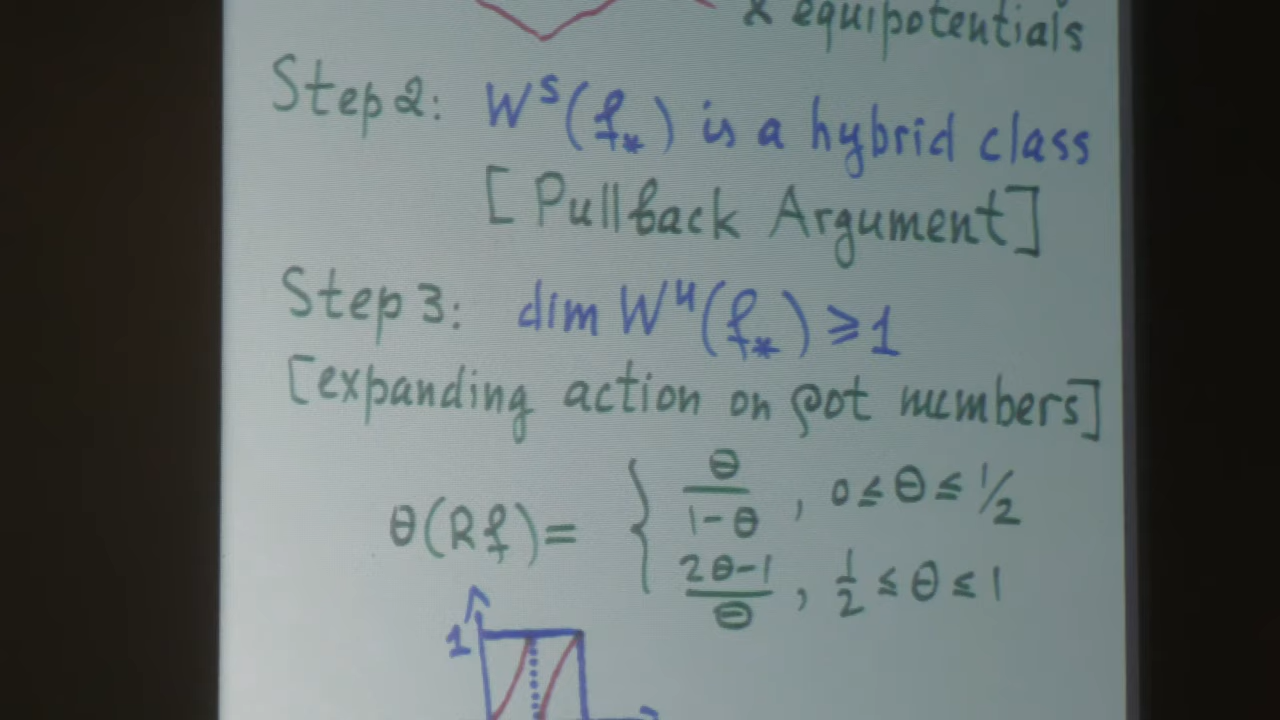 & equipotentials
Step 2: W^s(f_*) is a hybrid class
[Pullback Argument]
Step 3: dim W^u(f_*) ⩾ 1
[expanding action on rot numbers]
θ(Rf) = { θ/(1-θ), 0 ≤ θ ≤ 1/2
(2θ-1)/θ, 1/2 ≤ θ ≤ 1
1